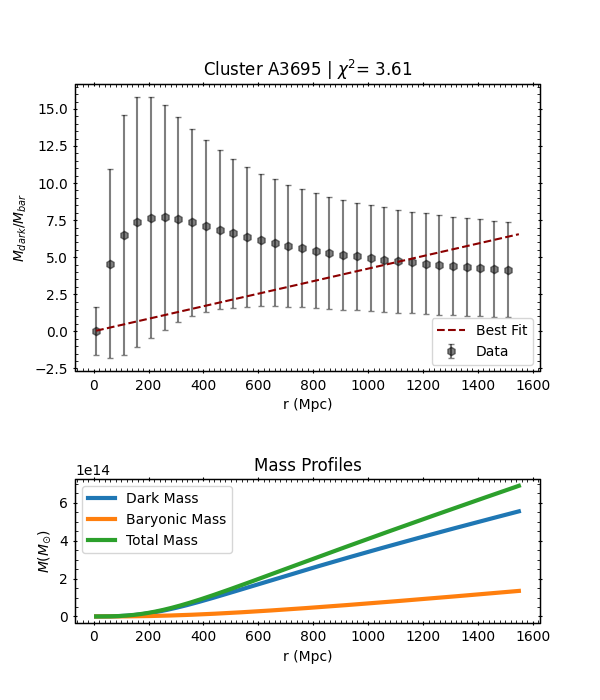 Cluster A3695 | χ²= 3.61
M_dark/M_bar
15.0
12.5
10.0
7.5
5.0
2.5
0.0
−2.5
Best Fit
Data
0 200 400 600 800 1000 1200 1400 1600
r (Mpc)
Mass Profiles
1e14
M(M_⊙)
6
4
2
0
Dark Mass
Baryonic Mass
Total Mass
0 200 400 600 800 1000 1200 1400 1600
r (Mpc)